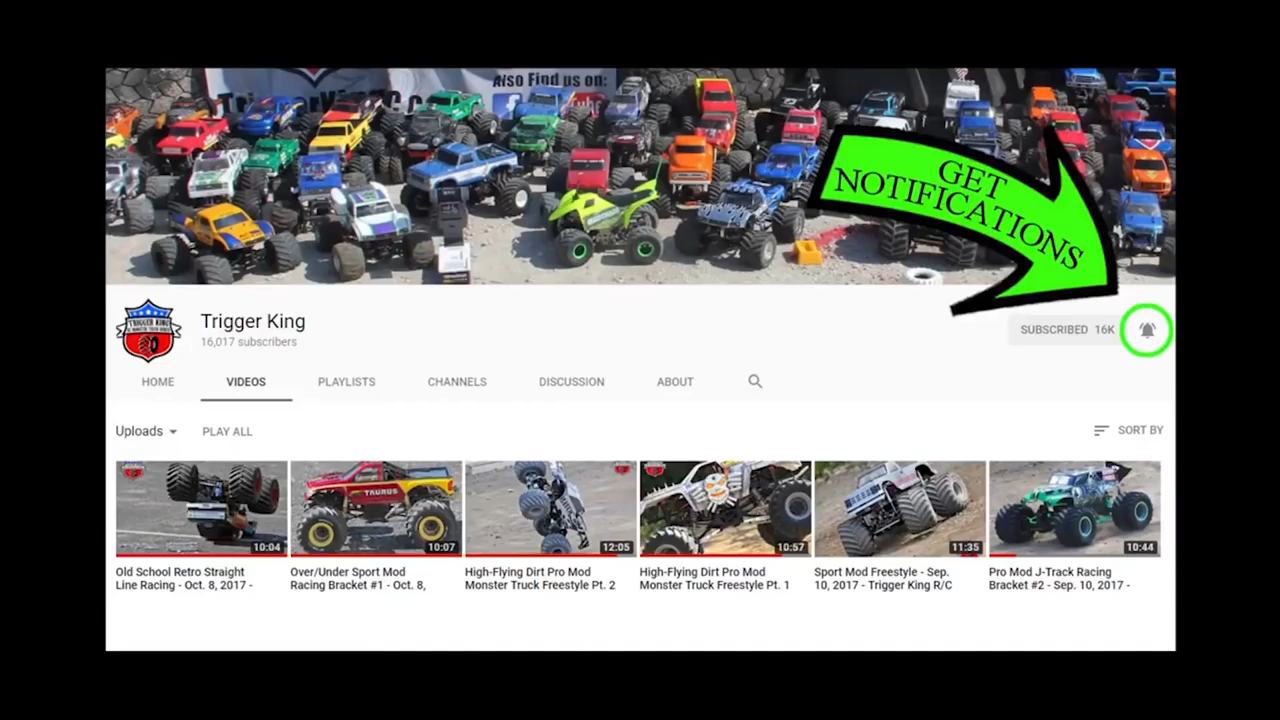 Also Find us on:
GET
NOTIFICATIONS
TRIGGER KING
Trigger King
16,017 subscribers
SUBSCRIBED 16K
HOME VIDEOS PLAYLISTS CHANNELS DISCUSSION ABOUT
Uploads PLAY ALL SORT BY
TAURUS
10:04 10:07 12:05 10:57 11:35 10:44
Old School Retro Straight
Line Racing - Oct. 8, 2017 -
Over/Under Sport Mod
Racing Bracket #1 - Oct. 8,
High-Flying Dirt Pro Mod
Monster Truck Freestyle Pt. 2
High-Flying Dirt Pro Mod
Monster Truck Freestyle Pt. 1
Sport Mod Freestyle - Sep.
10, 2017 - Trigger King R/C
Pro Mod J-Track Racing
Bracket #2 - Sep. 10, 2017 -